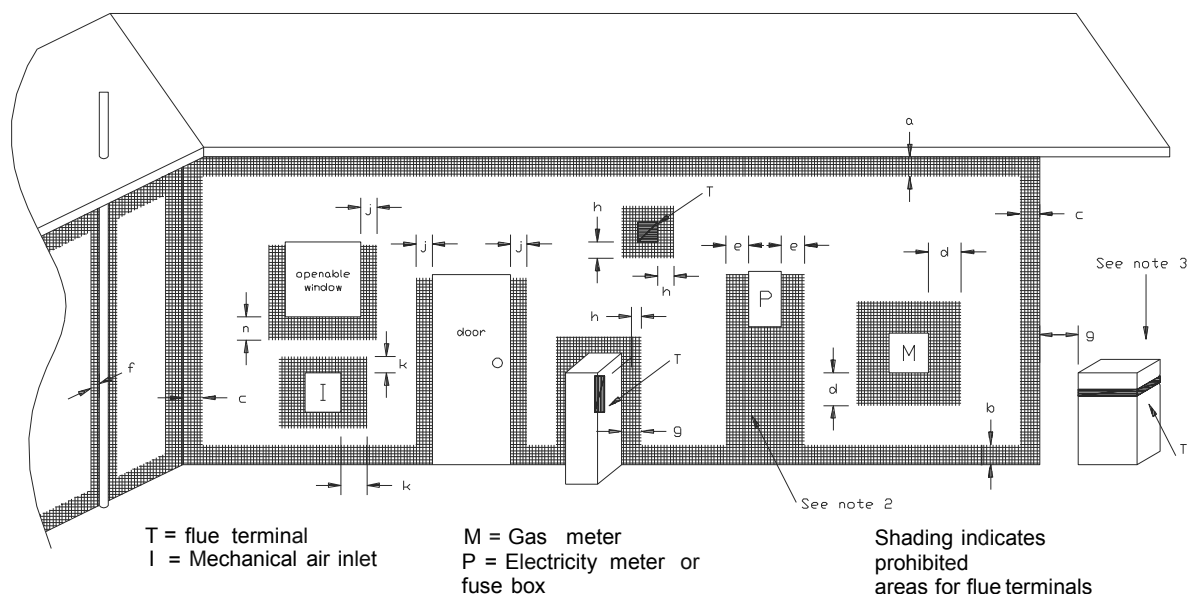 a
T
h
j
c
j
j
e
e
d
openable
window
h
See note 3
P
door
h
n
g
k
M
T
f
I
d
c
b
g
k
T
See note 2
T = flue terminal
I = Mechanical air inlet
M = Gas meter
P = Electricity meter or
fuse box
Shading indicates
prohibited
areas for flue terminals